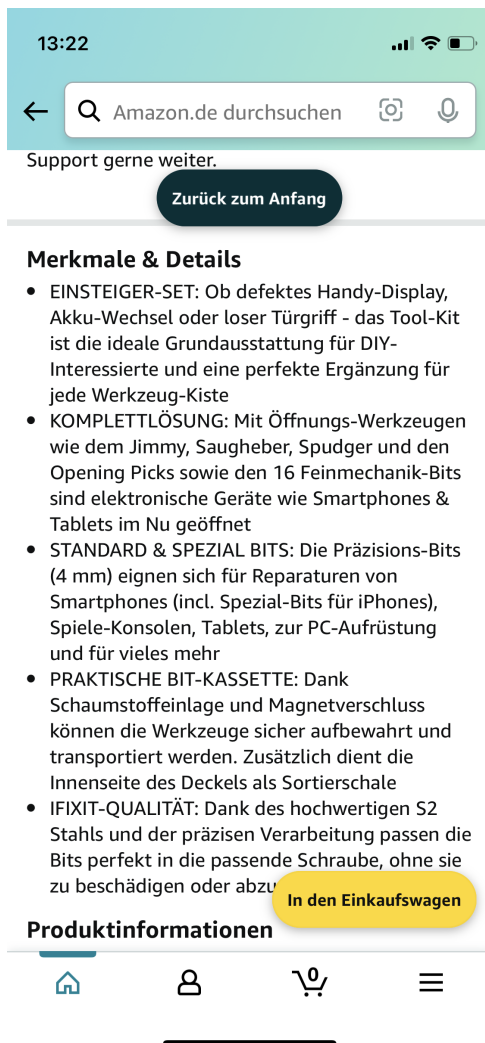 13:22
Amazon.de durchsuchen
Support gerne weiter.
Zurück zum Anfang
Merkmale & Details
• EINSTEIGER-SET: Ob defektes Handy-Display,
Akku-Wechsel oder loser Türgriff - das Tool-Kit
ist die ideale Grundausstattung für DIY-
Interessierte und eine perfekte Ergänzung für
jede Werkzeug-Kiste
• KOMPLETTLÖSUNG: Mit Öffnungs-Werkzeugen
wie dem Jimmy, Saugheber, Spudger und den
Opening Picks sowie den 16 Feinmechanik-Bits
sind elektronische Geräte wie Smartphones &
Tablets im Nu geöffnet
• STANDARD & SPEZIAL BITS: Die Präzisions-Bits
(4 mm) eignen sich für Reparaturen von
Smartphones (incl. Spezial-Bits für iPhones),
Spiele-Konsolen, Tablets, zur PC-Aufrüstung
und für vieles mehr
• PRAKTISCHE BIT-KASSETTE: Dank
Schaumstoffeinlage und Magnetverschluss
können die Werkzeuge sicher aufbewahrt und
transportiert werden. Zusätzlich dient die
Innenseite des Deckels als Sortierschale
• IFIXIT-QUALITÄT: Dank des hochwertigen S2
Stahls und der präzisen Verarbeitung passen die
Bits perfekt in die passende Schraube, ohne sie
zu beschädigen oder
In den Einkaufswagen
Produktinformationen
0